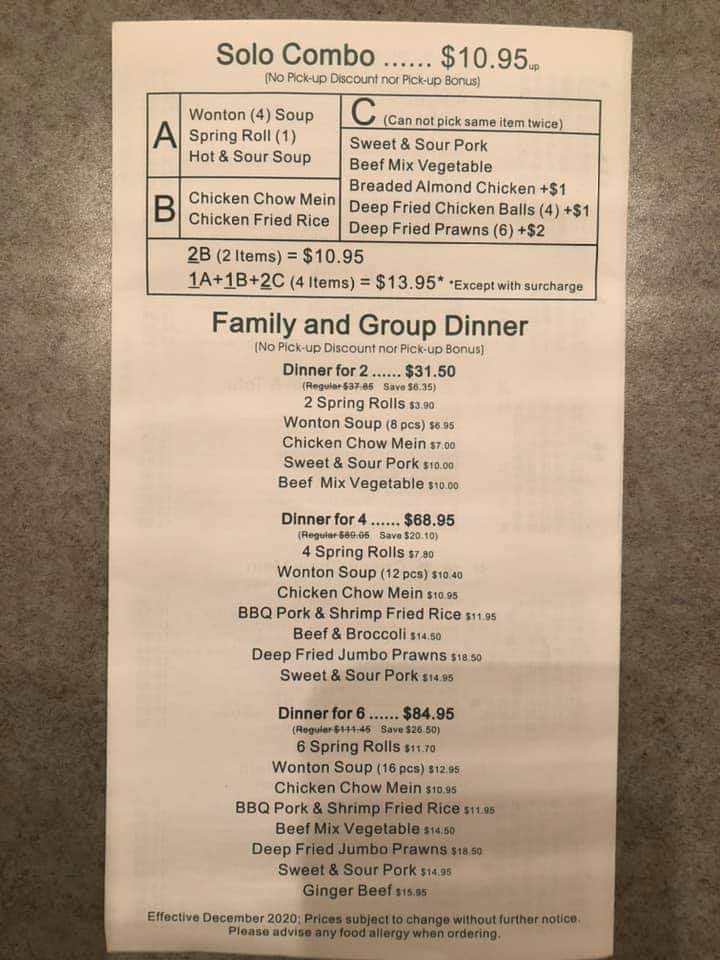 Solo Combo ...... $10.95up
(No Pick-up Discount nor Pick-up Bonus)
A
Wonton (4) Soup
Spring Roll (1)
Hot & Sour Soup
B
Chicken Chow Mein
Chicken Fried Rice
C (Can not pick same item twice)
Sweet & Sour Pork
Beef Mix Vegetable
Breaded Almond Chicken +$1
Deep Fried Chicken Balls (4) +$1
Deep Fried Prawns (6) +$2
2B (2 Items) = $10.95
1A+1B+2C (4 Items) = $13.95* *Except with surcharge
Family and Group Dinner
(No Pick-up Discount nor Pick-up Bonus)
Dinner for 2 ...... $31.50
(Regular $37.85 Save $6.35)
2 Spring Rolls $3.90
Wonton Soup (8 pcs) $6.95
Chicken Chow Mein $7.00
Sweet & Sour Pork $10.00
Beef Mix Vegetable $10.00
Dinner for 4 ...... $68.95
(Regular $89.05 Save $20.10)
4 Spring Rolls $7.80
Wonton Soup (12 pcs) $10.40
Chicken Chow Mein $10.95
BBQ Pork & Shrimp Fried Rice $11.95
Beef & Broccoli $14.50
Deep Fried Jumbo Prawns $18.50
Sweet & Sour Pork $14.95
Dinner for 6 ...... $84.95
(Regular $111.45 Save $26.50)
6 Spring Rolls $11.70
Wonton Soup (16 pcs) $12.95
Chicken Chow Mein $10.95
BBQ Pork & Shrimp Fried Rice $11.95
Beef Mix Vegetable $14.50
Deep Fried Jumbo Prawns $18.50
Sweet & Sour Pork $14.95
Ginger Beef $15.95
Effective December 2020; Prices subject to change without further notice.
Please advise any food allergy when ordering.